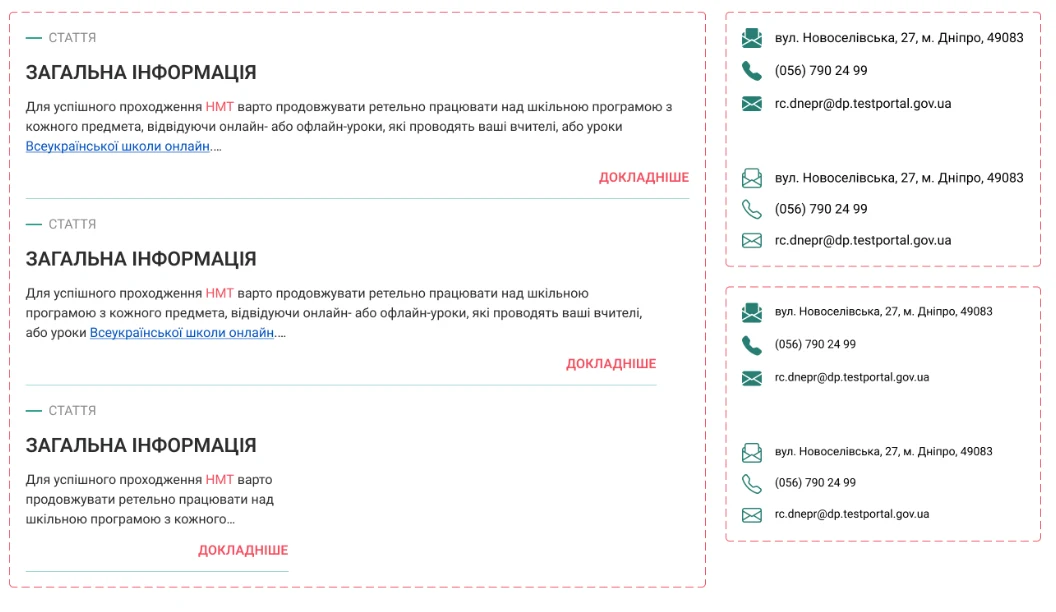 СТАТТЯ
ЗАГАЛЬНА ІНФОРМАЦІЯ
Для успішного проходження НМТ варто продовжувати ретельно працювати над шкільною програмою з
кожного предмета, відвідуючи онлайн- або офлайн-уроки, які проводять ваші вчителі, або уроки
Всеукраїнської школи онлайн.…
ДОКЛАДНІШЕ
СТАТТЯ
ЗАГАЛЬНА ІНФОРМАЦІЯ
Для успішного проходження НМТ варто продовжувати ретельно працювати над шкільною
програмою з кожного предмета, відвідуючи онлайн- або офлайн-уроки, які проводять ваші вчителі,
або уроки Всеукраїнської школи онлайн.…
ДОКЛАДНІШЕ
СТАТТЯ
ЗАГАЛЬНА ІНФОРМАЦІЯ
Для успішного проходження НМТ варто
продовжувати ретельно працювати над
шкільною програмою з кожного…
ДОКЛАДНІШЕ
вул. Новоселівська, 27, м. Дніпро, 49083
(056) 790 24 99
rc.dnepr@dp.testportal.gov.ua
вул. Новоселівська, 27, м. Дніпро, 49083
(056) 790 24 99
rc.dnepr@dp.testportal.gov.ua
вул. Новоселівська, 27, м. Дніпро, 49083
(056) 790 24 99
rc.dnepr@dp.testportal.gov.ua
вул. Новоселівська, 27, м. Дніпро, 49083
(056) 790 24 99
rc.dnepr@dp.testportal.gov.ua